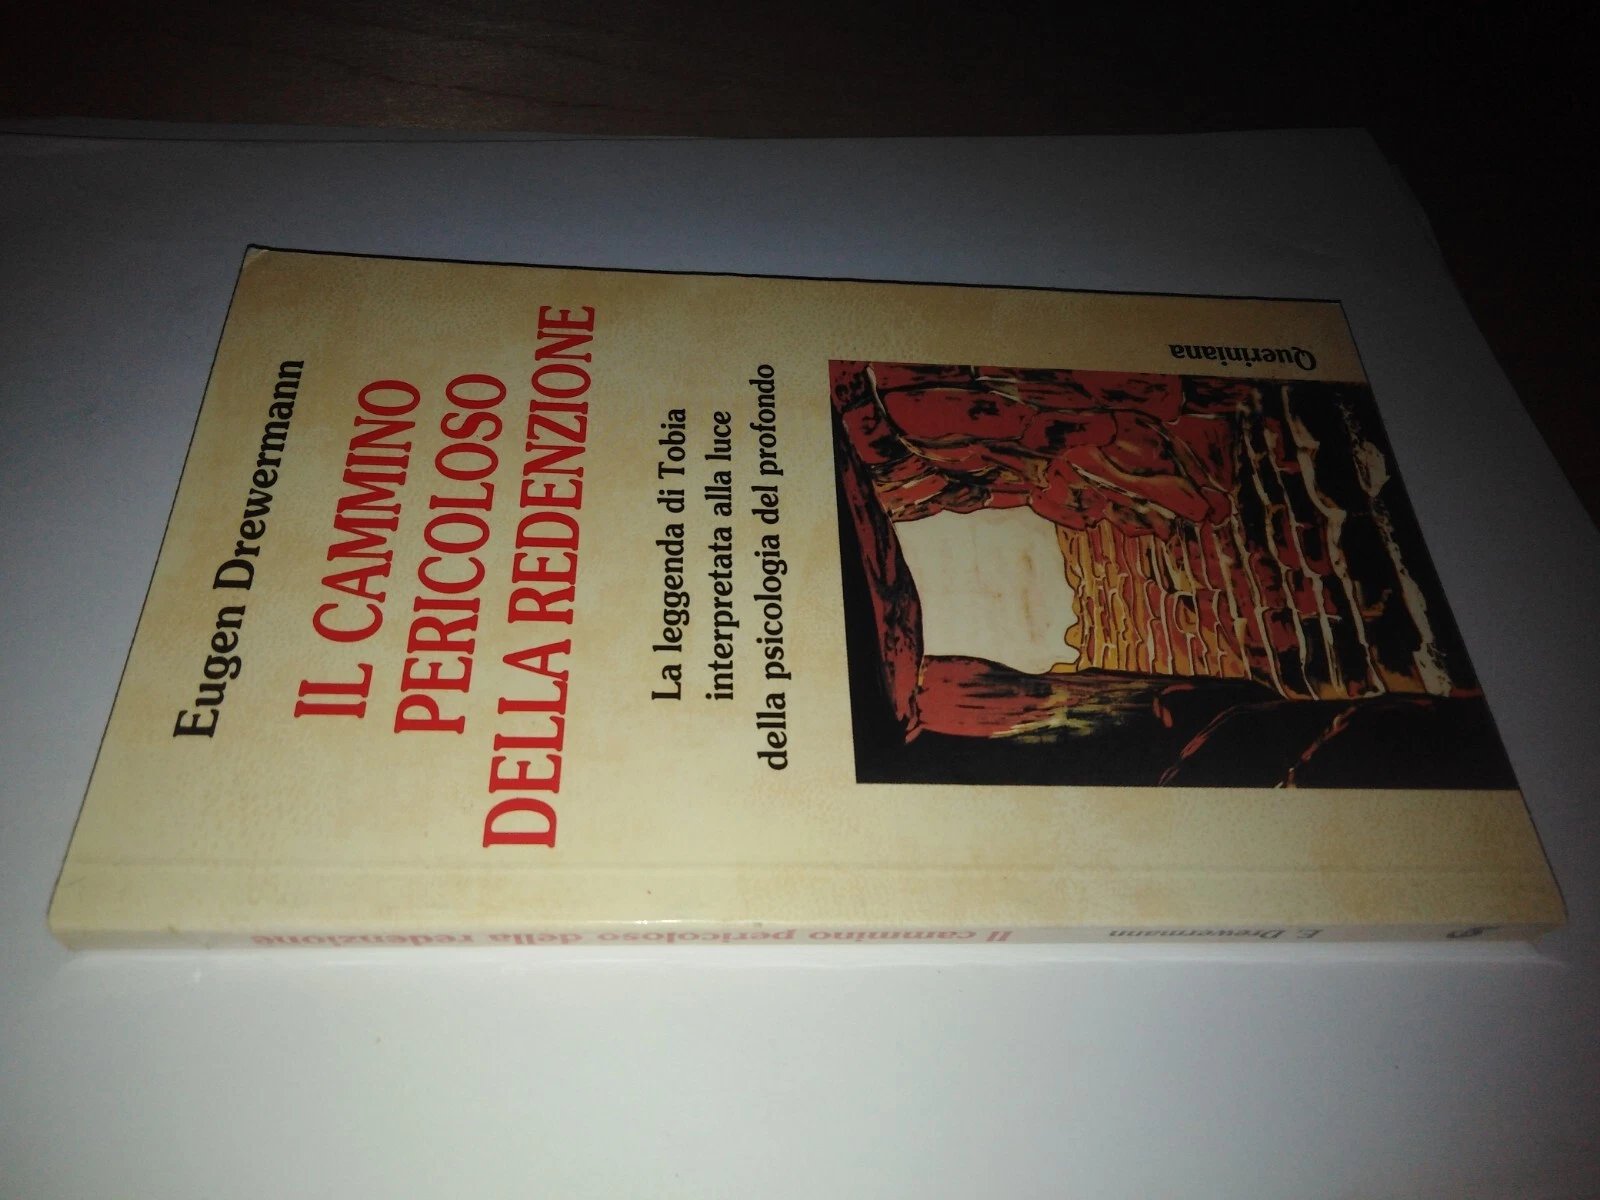 Eugen Drewermann
IL CAMMINO
PERICOLOSO
DELLA REDENZIONE
La leggenda di Tobia
interpretata alla luce
della psicologia del profondo
Queriniana
E. Drewermann
Il cammino pericoloso della redenzione